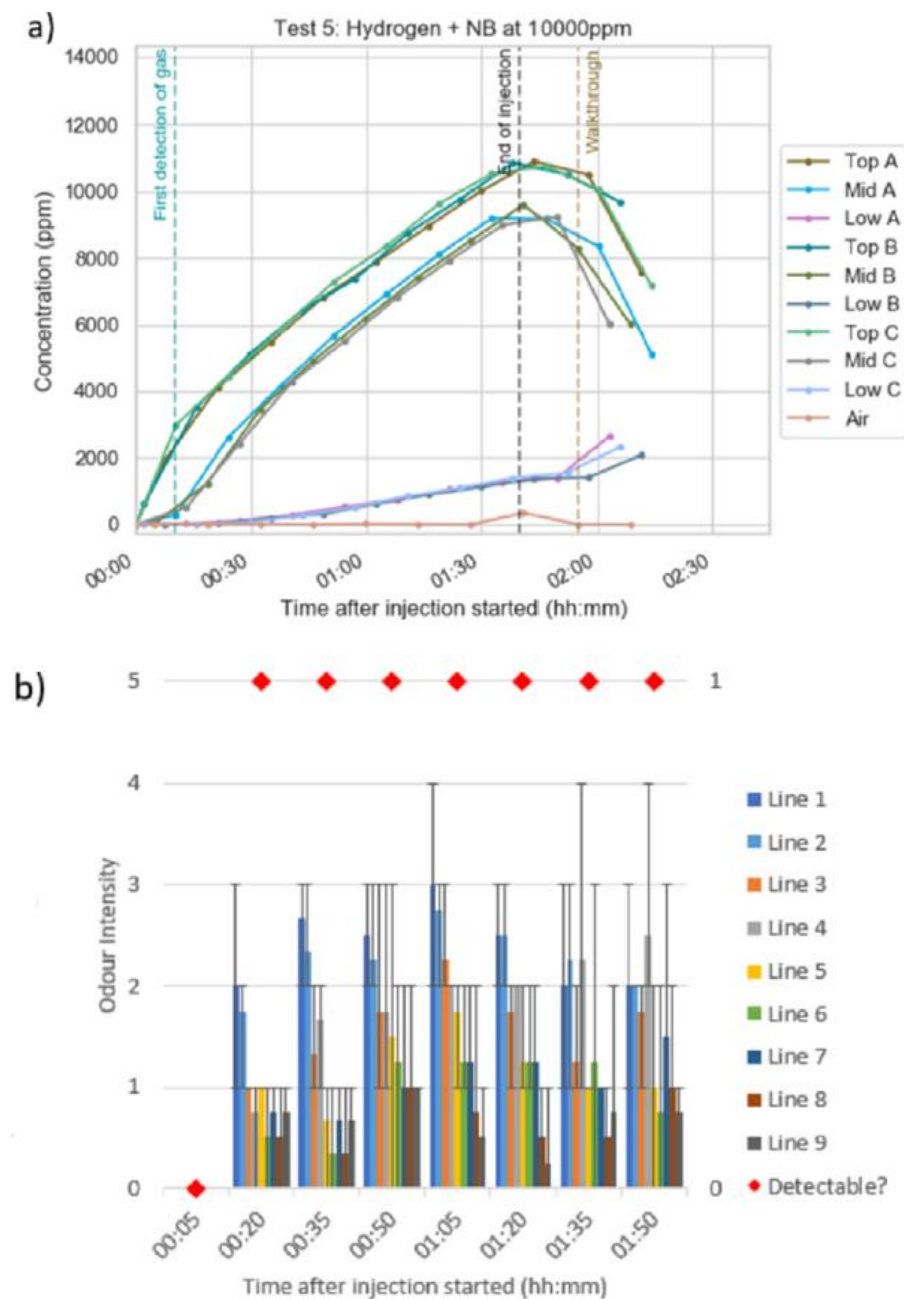 a)
Test 5: Hydrogen + NB at 10000ppm
14000
12000
10000
8000
6000
4000
2000
0
Concentration (ppm)
First detection of gas
End of injection
Walkthrough
00:00
00:30
01:00
01:30
02:00
02:30
Time after injection started (hh:mm)
Top A
Mid A
Low A
Top B
Mid B
Low B
Top C
Mid C
Low C
Air
b)
5
4
3
2
1
0
Odour Intensity
1
0
00:05
00:20
00:35
00:50
01:05
01:20
01:35
01:50
Time after injection started (hh:mm)
Line 1
Line 2
Line 3
Line 4
Line 5
Line 6
Line 7
Line 8
Line 9
Detectable?